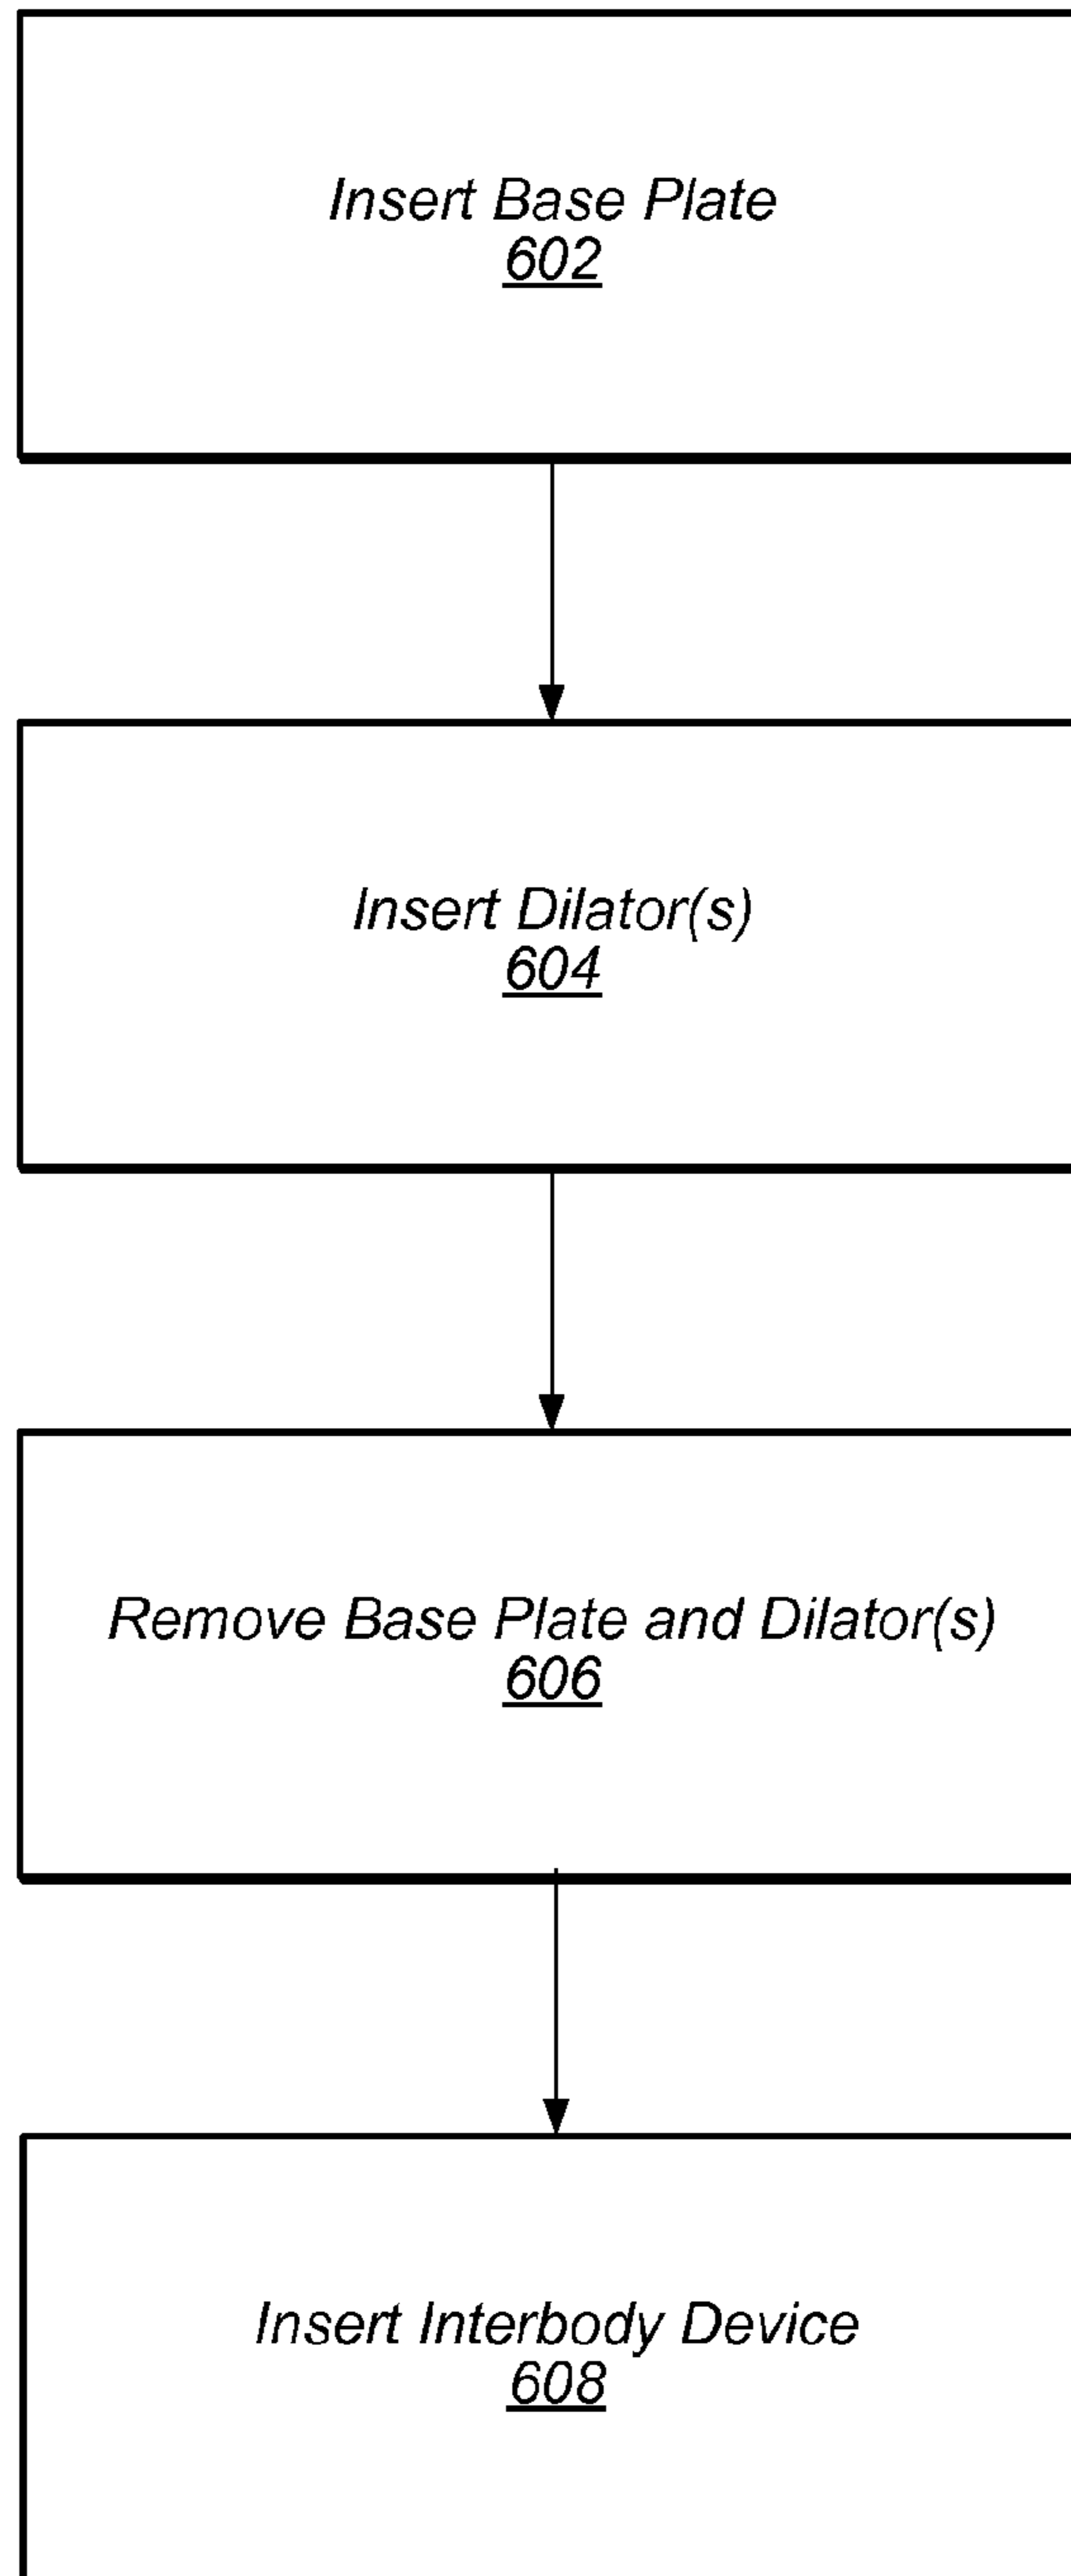 Insert Base Plate
602
Insert Dilator(s)
604
Remove Base Plate and Dilator(s)
606
Insert Interbody Device
608